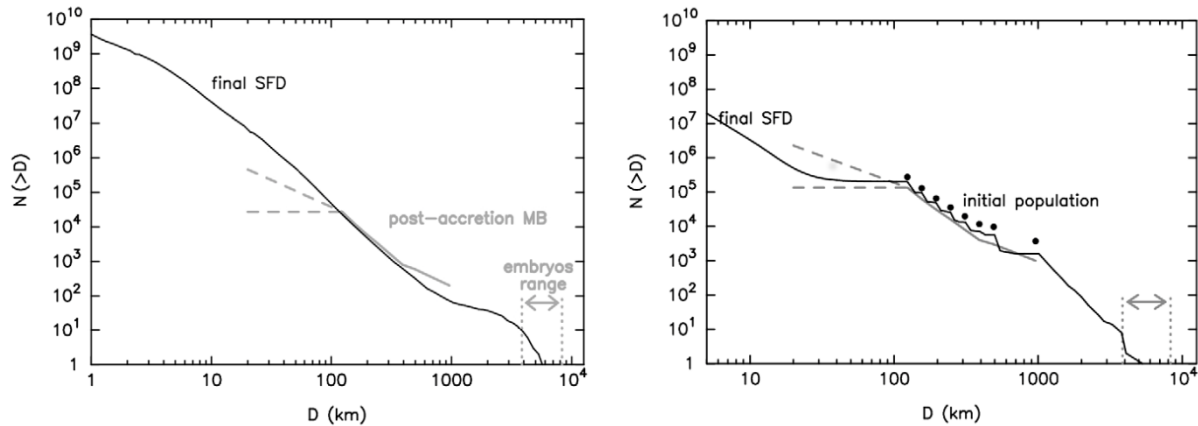 10^10
10^9
10^8
10^7
10^6
10^5
10^4
10^3
10^2
10^1
1
N(>D)
final SFD
post-accretion MB
embryos
range
1 10 100 1000 10^4
D (km)
10^10
10^9
10^8
10^7
10^6
10^5
10^4
10^3
10^2
10^1
1
N(>D)
final SFD
initial population
10 100 1000 10^4
D (km)